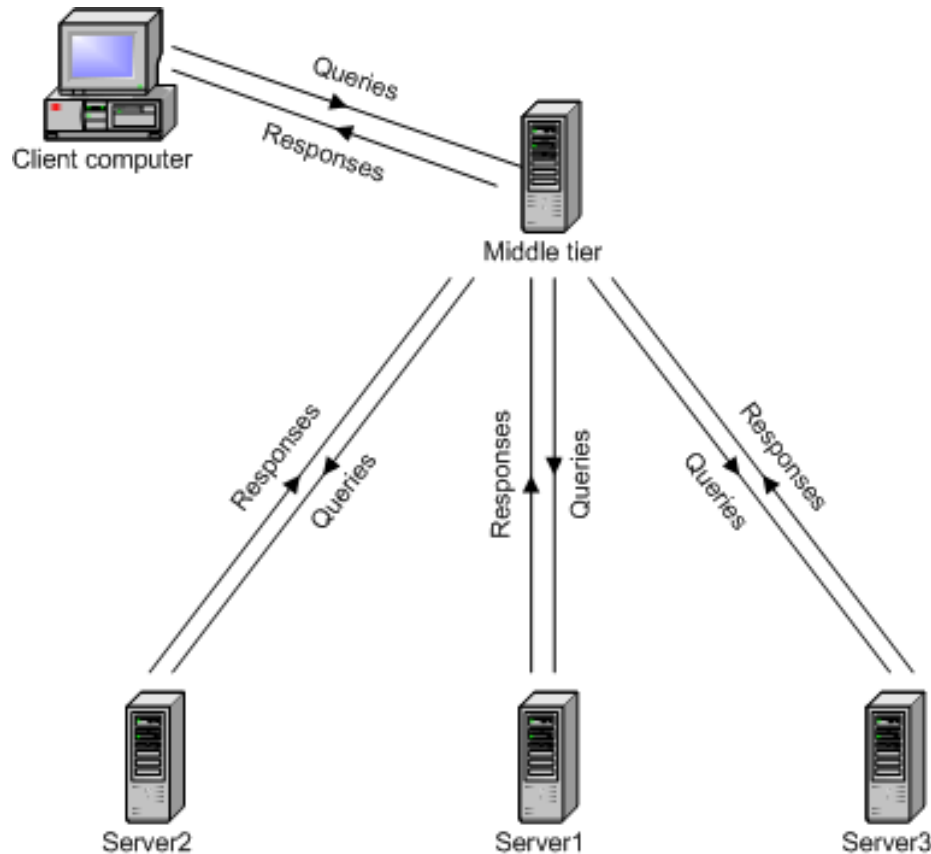 Queries
Responses
Client computer
Middle tier
Responses
Queries
Responses
Queries
Queries
Responses
Server2
Server1
Server3